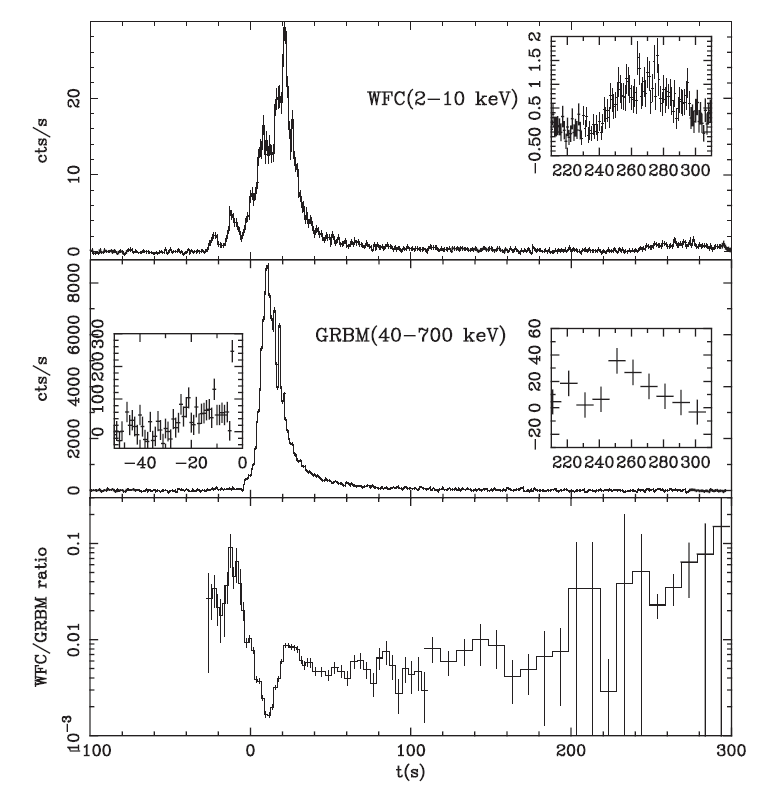 WFC(2−10 keV)
cts/s
20
10
0
2
1.5
1
0.5
0
−0.5
220 240 260 280 300
GRBM(40−700 keV)
cts/s
8000
6000
4000
2000
0
300
200
100
0
−40 −20 0
60
40
20
0
−20
220 240 260 280 300
WFC/GRBM ratio
0.1
0.01
10⁻³
−100 0 100 200 300
t(s)